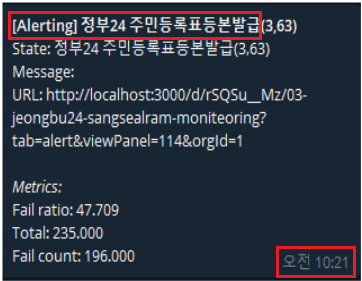 [Alerting] 정부24 주민등록표등본발급(3,63)
State: 정부24 주민등록표등본발급(3,63)
Message:
URL: http://localhost:3000/d/rSQSu__Mz/03-
jeongbu24-sangsealram-moniteoring?
tab=alert&viewPanel=114&orgId=1
Metrics:
Fail ratio: 47.709
Total: 235.000
Fail count: 196.000
오전 10:21